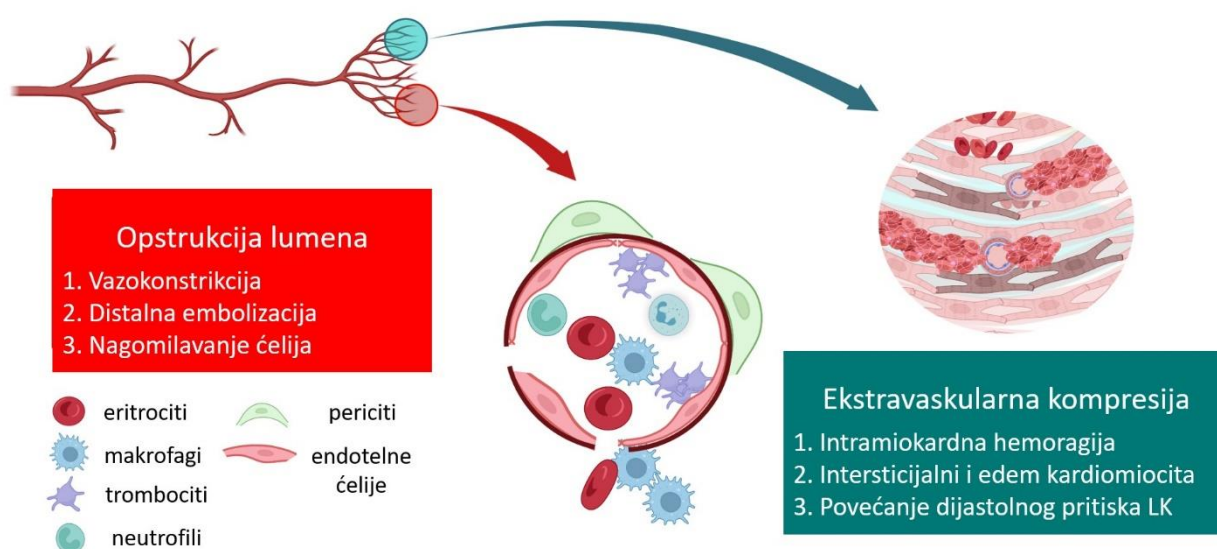 Opstrukcija lumena
1. Vazokonstrikcija
2. Distalna embolizacija
3. Nagomilavanje ćelija
eritrociti
makrofagi
trombociti
neutrofili
periciti
endotelne
ćelije
Ekstravaskularna kompresija
1. Intramiokardna hemoragija
2. Intersticijalni i edem kardiomiocita
3. Povećanje dijastolnog pritiska LK